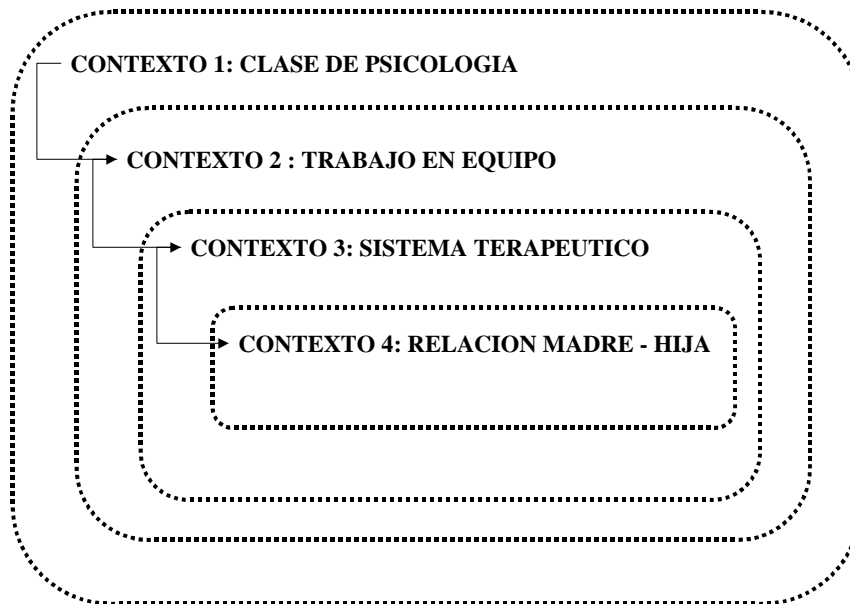 CONTEXTO 1: CLASE DE PSICOLOGIA
CONTEXTO 2 : TRABAJO EN EQUIPO
CONTEXTO 3: SISTEMA TERAPEUTICO
CONTEXTO 4: RELACION MADRE - HIJA